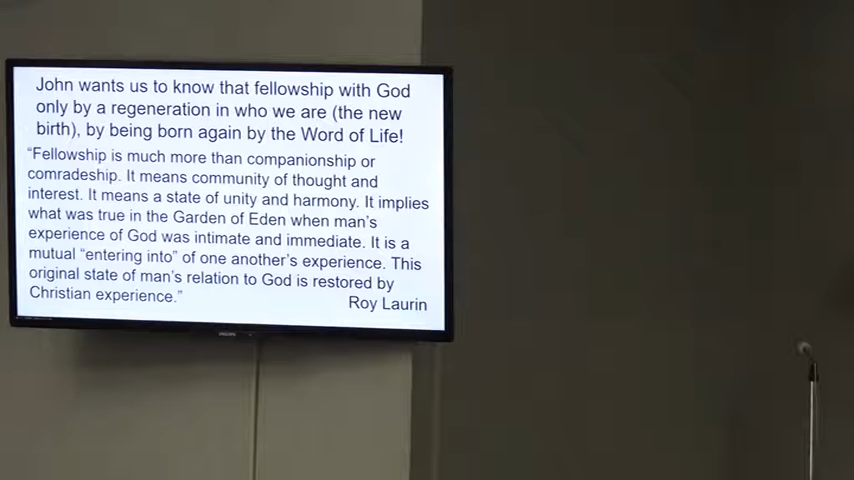 John wants us to know that fellowship with God
only by a regeneration in who we are (the new
birth), by being born again by the Word of Life!
“Fellowship is much more than companionship or
comradeship. It means community of thought and
interest. It means a state of unity and harmony. It implies
what was true in the Garden of Eden when man’s
experience of God was intimate and immediate. It is a
mutual “entering into” of one another’s experience. This
original state of man’s relation to God is restored by
Christian experience.”
Roy Laurin
PHILIPS